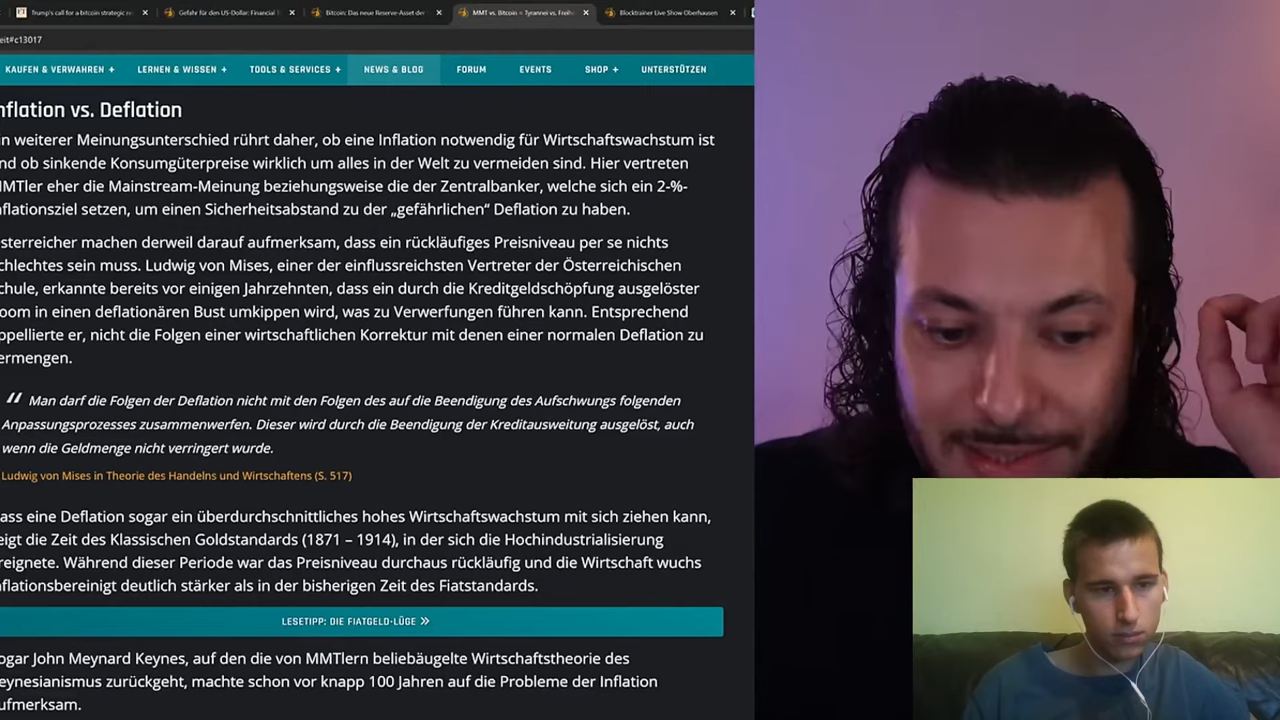 Trump's call for a bitcoin strategic re
Gefahr für den US-Dollar: Financial
Bitcoin: Das neue Reserve-Asset der
MMT vs. Bitcoin = Tyrannei vs. Freih
Blocktrainer Live Show Oberhausen
eit#c13017
KAUFEN & VERWAHREN +
LERNEN & WISSEN +
TOOLS & SERVICES +
NEWS & BLOG
FORUM
EVENTS
SHOP +
UNTERSTÜTZEN
nflation vs. Deflation
in weiterer Meinungsunterschied rührt daher, ob eine Inflation notwendig für Wirtschaftswachstum ist
nd ob sinkende Konsumgüterpreise wirklich um alles in der Welt zu vermeiden sind. Hier vertreten
MMTler eher die Mainstream-Meinung beziehungsweise die der Zentralbanker, welche sich ein 2-%-
nflationsziel setzen, um einen Sicherheitsabstand zu der „gefährlichen“ Deflation zu haben.
sterreicher machen derweil darauf aufmerksam, dass ein rückläufiges Preisniveau per se nichts
chlechtes sein muss. Ludwig von Mises, einer der einflussreichsten Vertreter der Österreichischen
chule, erkannte bereits vor einigen Jahrzehnten, dass ein durch die Kreditgeldschöpfung ausgelöster
oom in einen deflationären Bust umkippen wird, was zu Verwerfungen führen kann. Entsprechend
ppellierte er, nicht die Folgen einer wirtschaftlichen Korrektur mit denen einer normalen Deflation zu
ermengen.
“ Man darf die Folgen der Deflation nicht mit den Folgen des auf die Beendigung des Aufschwungs folgenden
Anpassungsprozesses zusammenwerfen. Dieser wird durch die Beendigung der Kreditausweitung ausgelöst, auch
wenn die Geldmenge nicht verringert wurde.
Ludwig von Mises in Theorie des Handelns und Wirtschaftens (S. 517)
ass eine Deflation sogar ein überdurchschnittliches hohes Wirtschaftswachstum mit sich ziehen kann,
eigt die Zeit des Klassischen Goldstandards (1871 – 1914), in der sich die Hochindustrialisierung
reignete. Während dieser Periode war das Preisniveau durchaus rückläufig und die Wirtschaft wuchs
nflationsbereinigt deutlich stärker als in der bisherigen Zeit des Fiatstandards.
LESETIPP: DIE FIATGELD-LÜGE »
ogar John Meynard Keynes, auf den die von MMTlern beliebäugelte Wirtschaftstheorie des
eynesianismus zurückgeht, machte schon vor knapp 100 Jahren auf die Probleme der Inflation
ufmerksam.